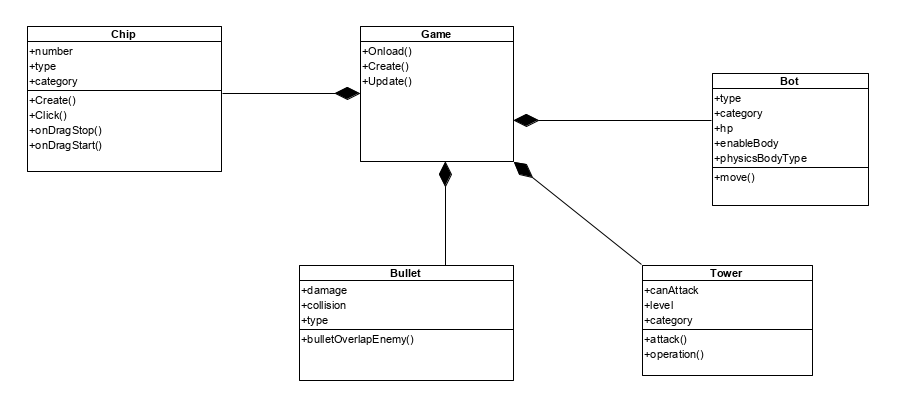 Chip
+number
+type
+category
+Create()
+Click()
+onDragStop()
+onDragStart()
Game
+Onload()
+Create()
+Update()
Bot
+type
+category
+hp
+enableBody
+physicsBodyType
+move()
Bullet
+damage
+collision
+type
+bulletOverlapEnemy()
Tower
+canAttack
+level
+category
+attack()
+operation()